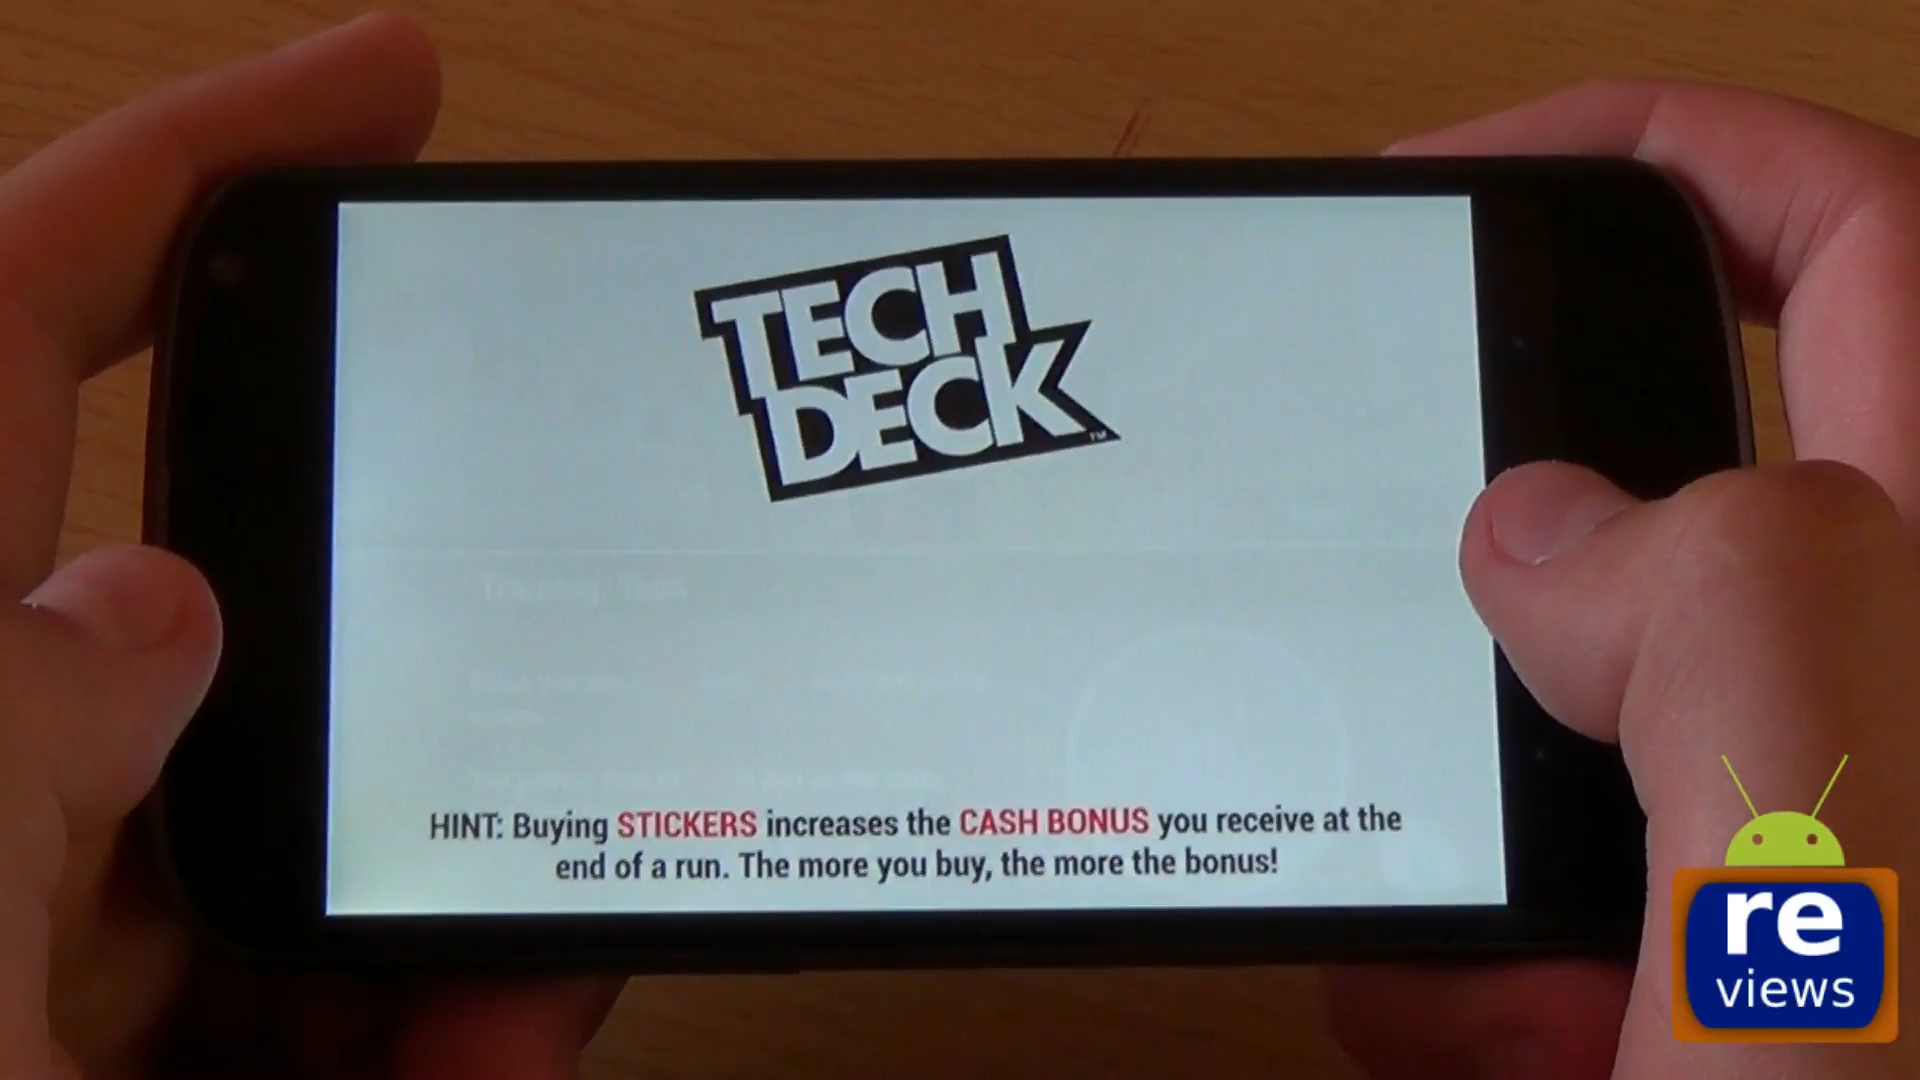 TECH
DECK
TM
HINT: Buying STICKERS increases the CASH BONUS you receive at the
end of a run. The more you buy, the more the bonus!
re
views